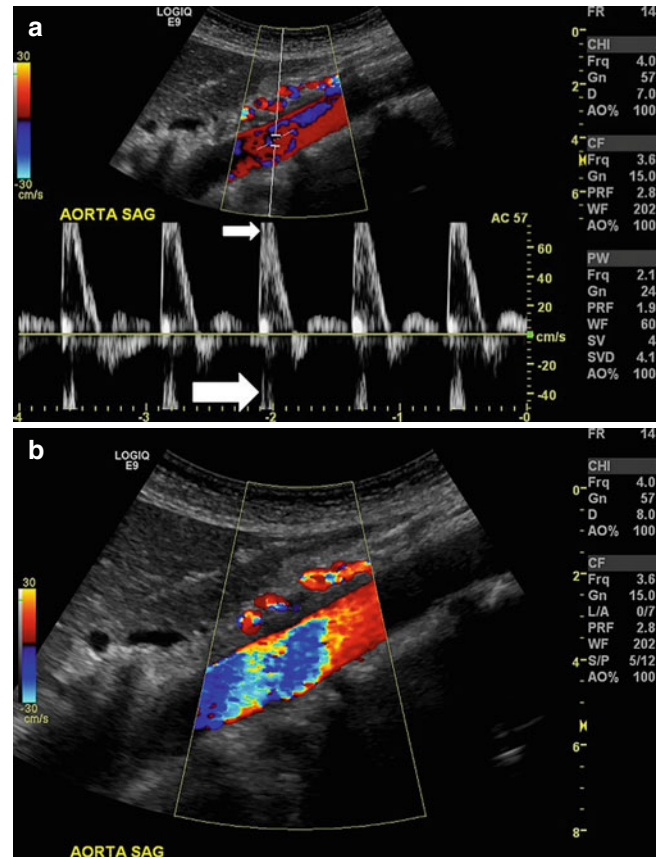 a
LOGIQ
E9
30
-30
cm/s
AORTA SAG
AC 57
0
2
4
6
60
40
20
cm/s
-20
-40
-4
-3
-2
-1
0
FR 14
CHI
Frq 4.0
Gn 57
D 7.0
AO% 100
CF
Frq 3.6
Gn 15.0
PRF 2.8
WF 202
AO% 100
PW
Frq 2.1
Gn 24
PRF 1.9
WF 60
SV 4
SVD 4.1
AO% 100
b
LOGIQ
E9
30
-30
cm/s
AORTA SAG
0
2
4
6
8
FR 14
CHI
Frq 4.0
Gn 57
D 8.0
AO% 100
CF
Frq 3.6
Gn 15.0
L/A 0/7
PRF 2.8
WF 202
S/P 5/12
AO% 100